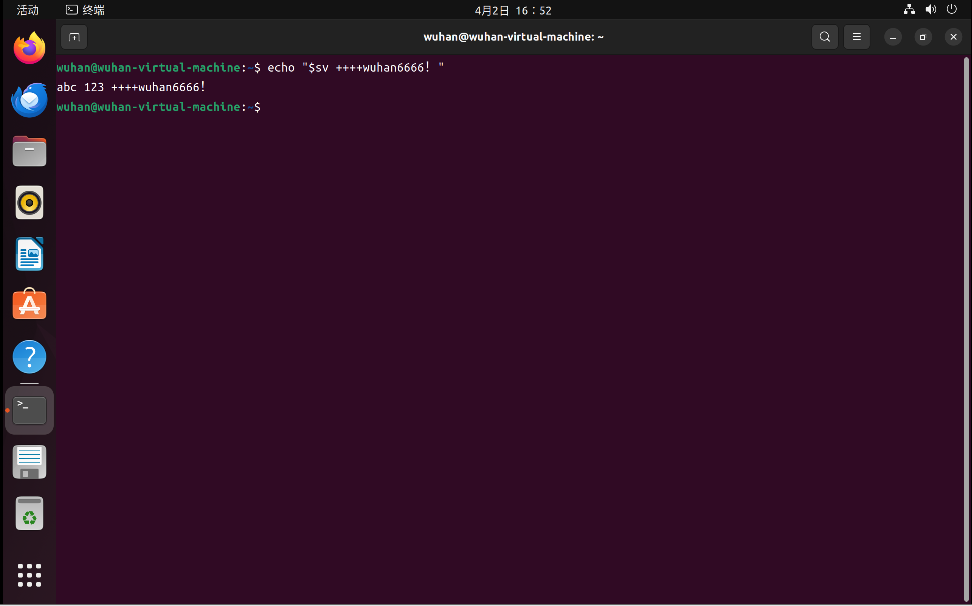 活动 终端 4月2日 16:52
wuhan@wuhan-virtual-machine: ~
wuhan@wuhan-virtual-machine:~$ echo "$sv ++++wuhan6666! "
abc 123 ++++wuhan6666!
wuhan@wuhan-virtual-machine:~$